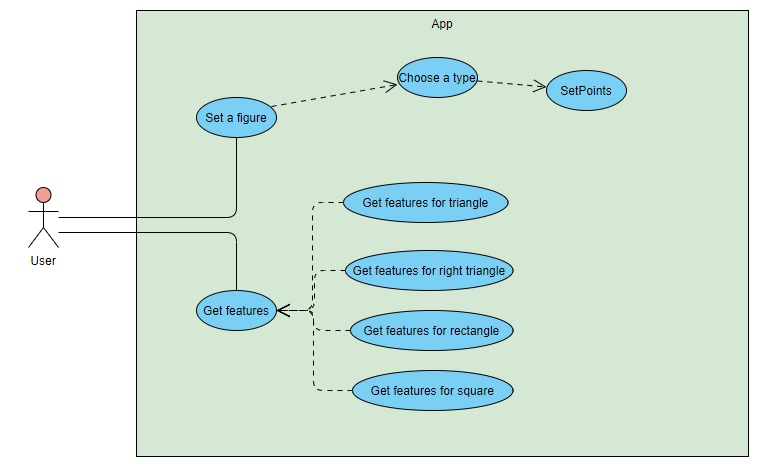 App
Choose a type
SetPoints
Set a figure
Get features for triangle
User
Get features for right triangle
Get features
Get features for rectangle
Get features for square